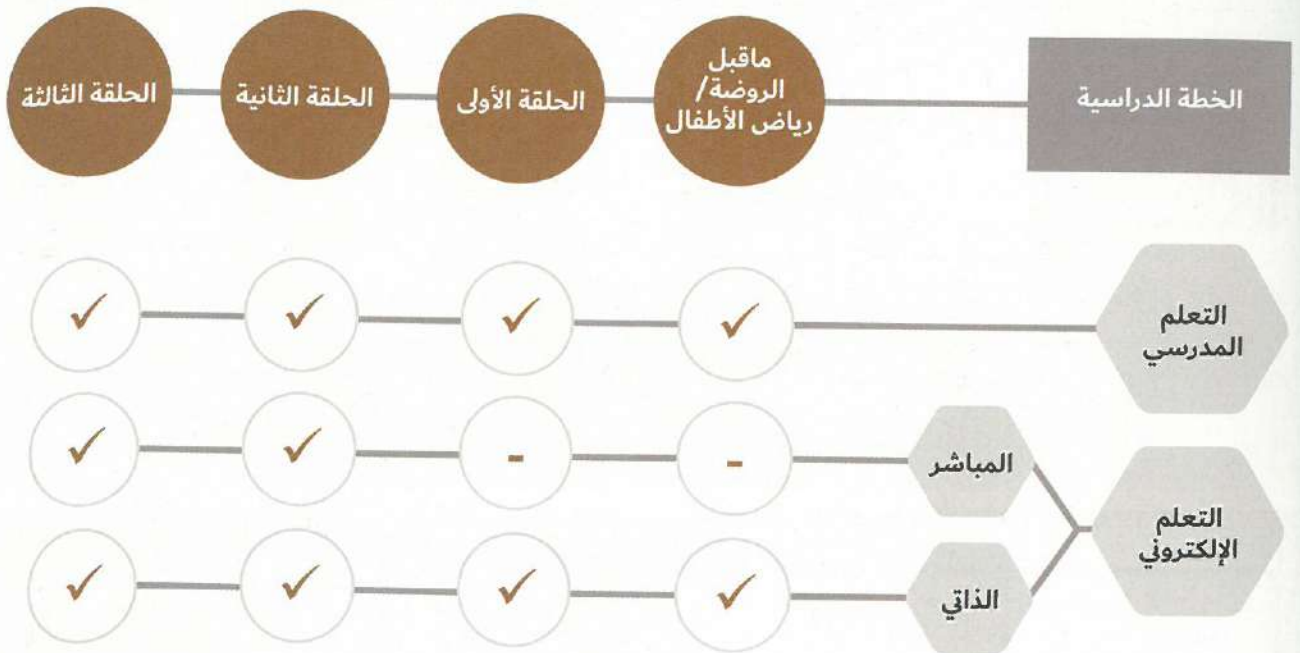 الخطة الدراسية
ماقبل
الروضة/
رياض الأطفال
الحلقة الأولى
الحلقة الثانية
الحلقة الثالثة
التعلم
المدرسي
✓ ✓ ✓ ✓
التعلم
الإلكتروني
المباشر
- - ✓ ✓
الذاتي
✓ ✓ ✓ ✓